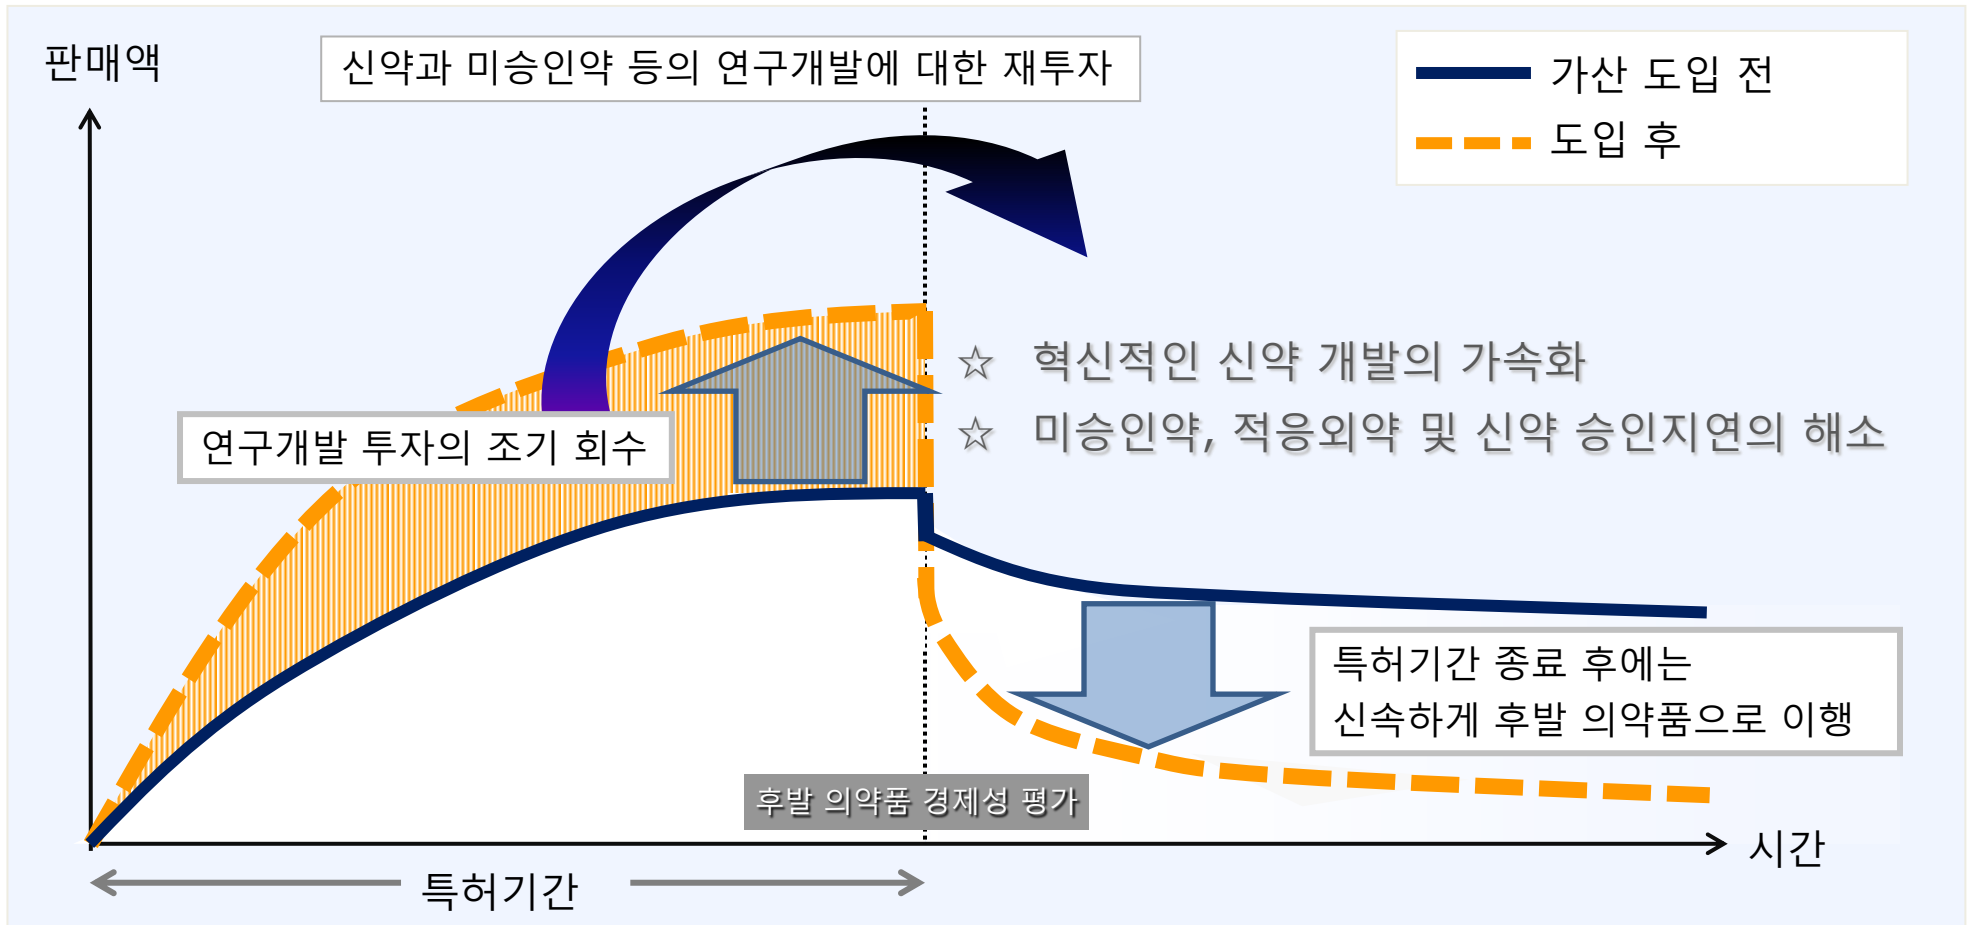 판매액
신약과 미승인약 등의 연구개발에 대한 재투자
가산 도입 전
도입 후
☆ 혁신적인 신약 개발의 가속화
☆ 미승인약, 적응외약 및 신약 승인지연의 해소
연구개발 투자의 조기 회수
특허기간 종료 후에는
신속하게 후발 의약품으로 이행
후발 의약품 경제성 평가
시간
특허기간